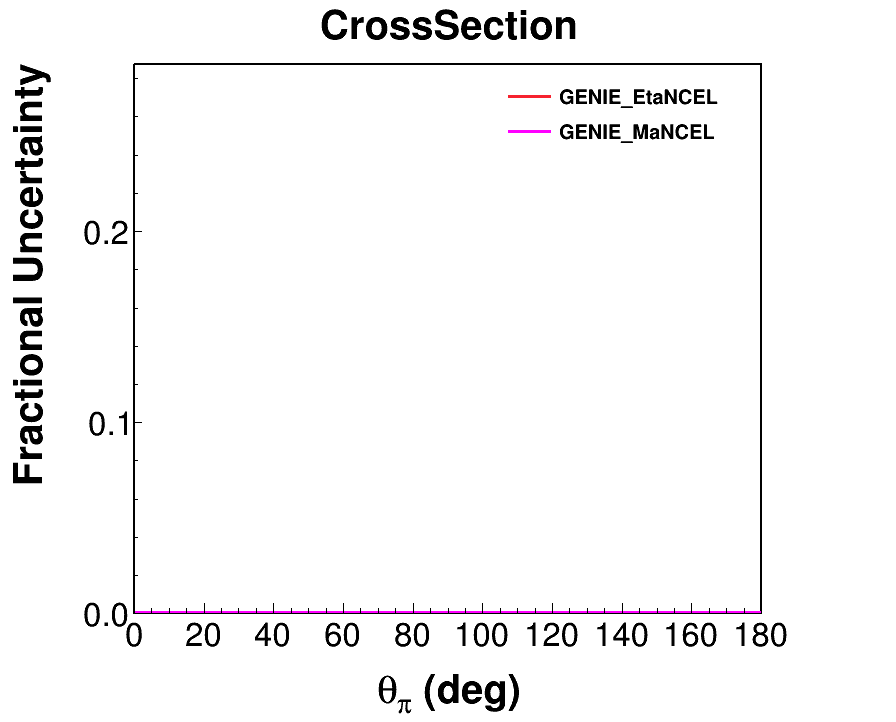 CrossSection
Fractional Uncertainty
GENIE_EtaNCEL
GENIE_MaNCEL
0.2
0.1
0.0
0 20 40 60 80 100 120 140 160 180
θπ (deg)